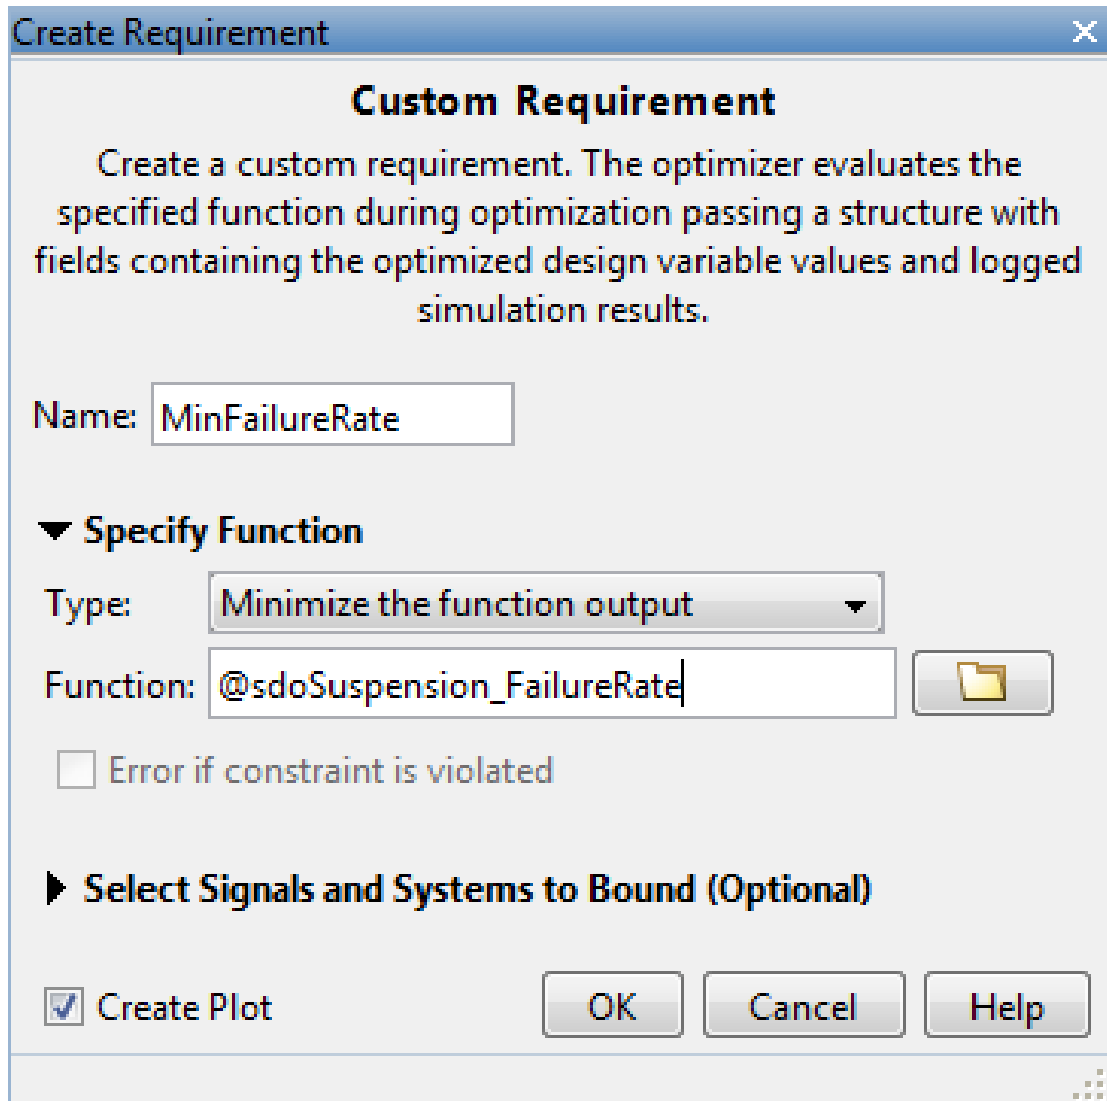 Create Requirement
Custom Requirement
Create a custom requirement. The optimizer evaluates the
specified function during optimization passing a structure with
fields containing the optimized design variable values and logged
simulation results.
Name: MinFailureRate
Specify Function
Type: Minimize the function output
Function: @sdoSuspension_FailureRate
Error if constraint is violated
Select Signals and Systems to Bound (Optional)
Create Plot OK Cancel Help